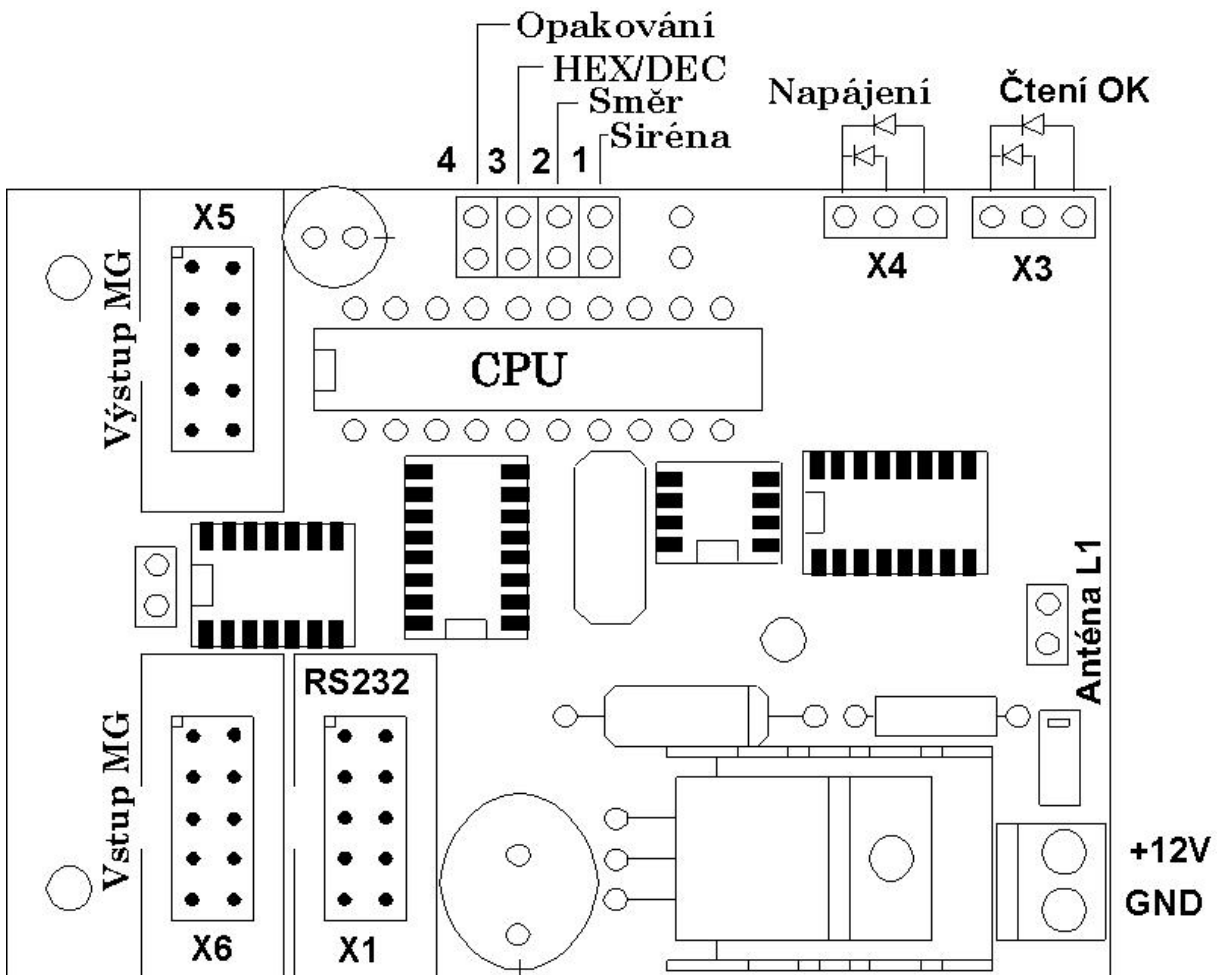 Opakování
HEX/DEC
Směr
Siréna
4 3 2 1
Napájení
Čtení OK
X5
X4
X3
Výstup MG
CPU
Anténa L1
RS232
Vstup MG
X6
X1
+12V
GND